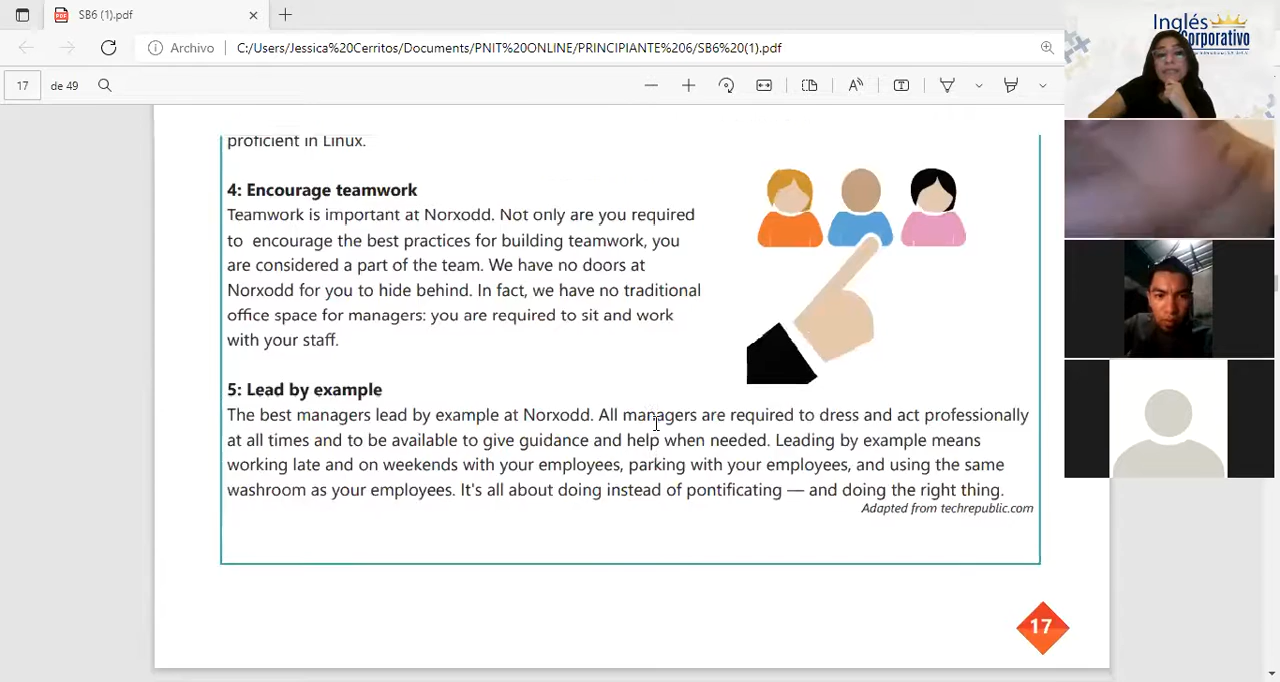 SB6 (1).pdf
Archivo
C:/Users/Jessica%20Cerritos/Documents/PNIT%20ONLINE/PRINCIPIANTE%206/SB6%20(1).pdf
17
de 49
proficient in Linux.
4: Encourage teamwork
Teamwork is important at Norxodd. Not only are you required
to encourage the best practices for building teamwork, you
are considered a part of the team. We have no doors at
Norxodd for you to hide behind. In fact, we have no traditional
office space for managers: you are required to sit and work
with your staff.
5: Lead by example
The best managers lead by example at Norxodd. All managers are required to dress and act professionally
at all times and to be available to give guidance and help when needed. Leading by example means
working late and on weekends with your employees, parking with your employees, and using the same
washroom as your employees. It's all about doing instead of pontificating — and doing the right thing.
Adapted from techrepublic.com
17
Inglés
Corporativo